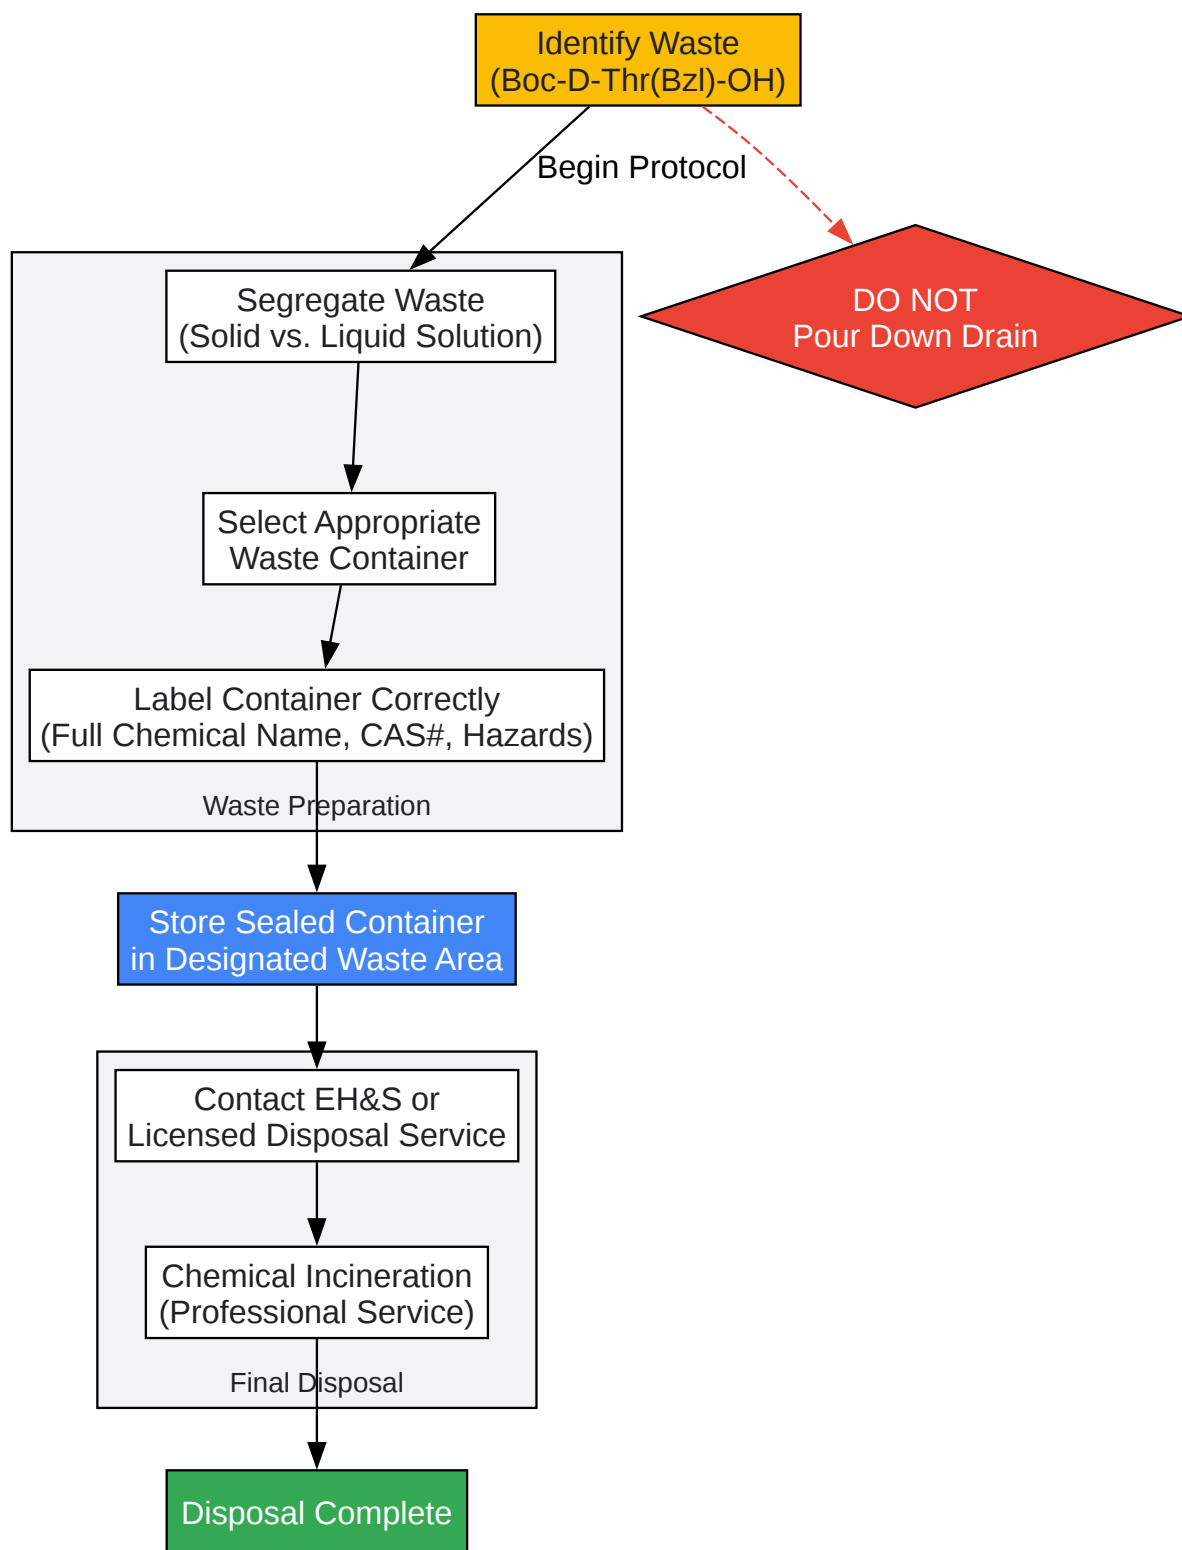 Identify Waste
(Boc-D-Thr(Bzl)-OH)
Begin Protocol
DO NOT
Pour Down Drain
Segregate Waste
(Solid vs. Liquid Solution)
Select Appropriate
Waste Container
Label Container Correctly
(Full Chemical Name, CAS#, Hazards)
Waste Preparation
Store Sealed Container
in Designated Waste Area
Contact EH&S or
Licensed Disposal Service
Chemical Incineration
(Professional Service)
Final Disposal
Disposal Complete